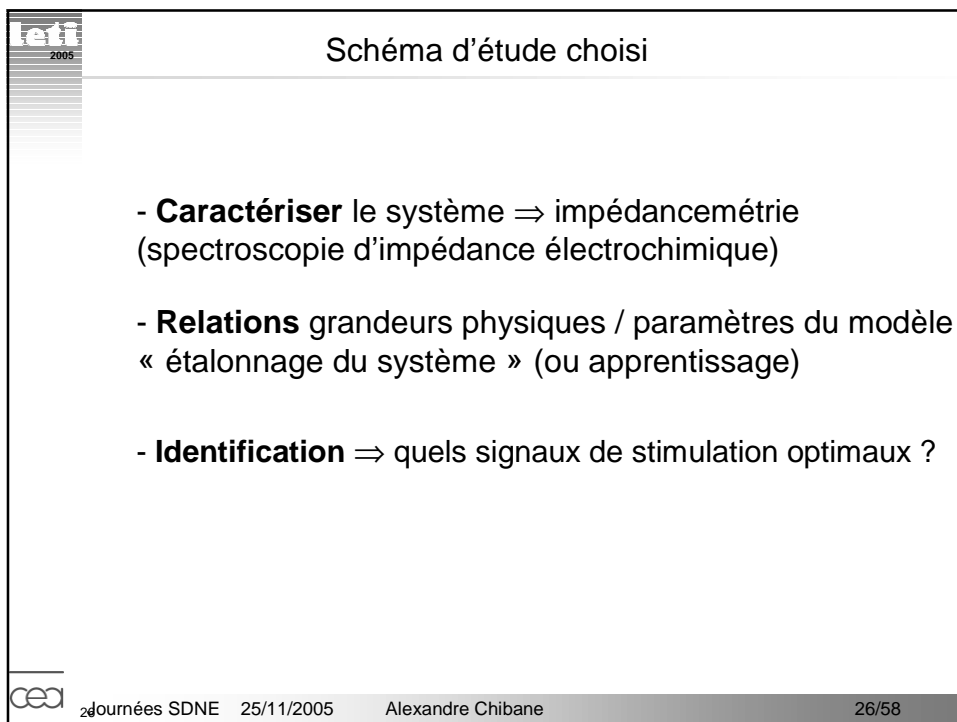 leti
2005
Schéma d’étude choisi
- Caractériser le système ⇒ impédancemétrie
(spectroscopie d’impédance électrochimique)
- Relations grandeurs physiques / paramètres du modèle
« étalonnage du système » (ou apprentissage)
- Identification ⇒ quels signaux de stimulation optimaux ?
cea 26 Journées SDNE 25/11/2005 Alexandre Chibane 26/58